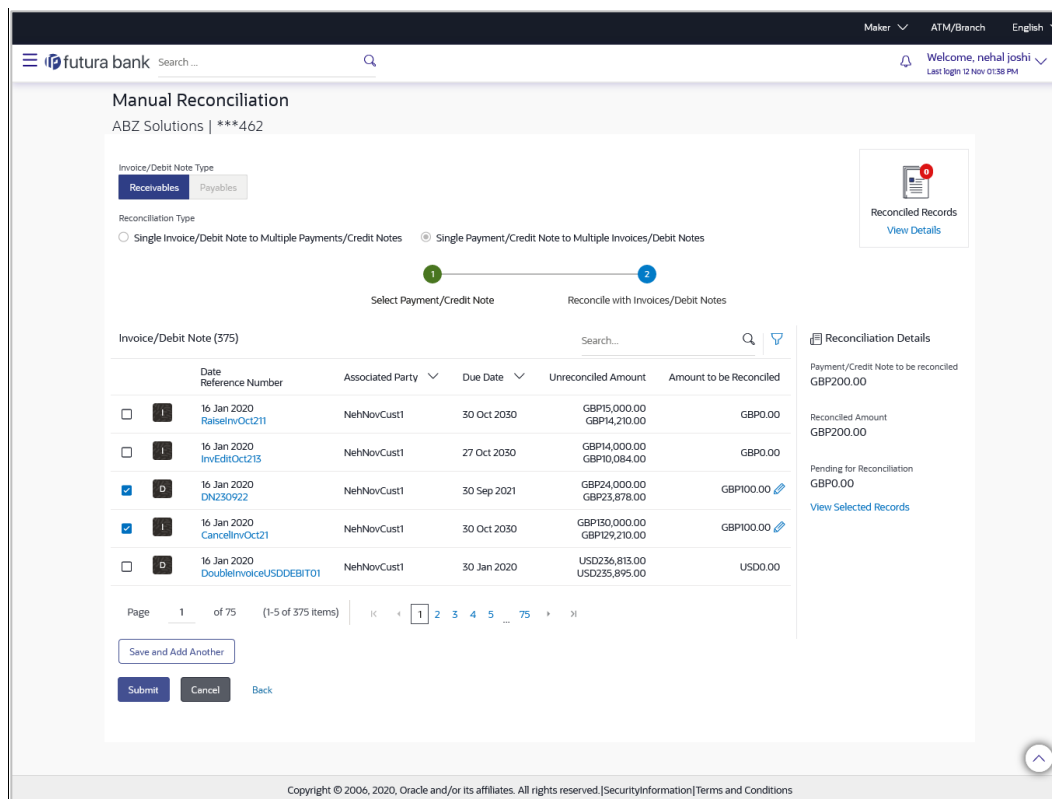 Maker ATM/Branch English
futura bank Search ... Welcome, nehal joshi
Last login 12 Nov 01:38 PM
Manual Reconciliation
ABZ Solutions | ***462
Invoice/Debit Note Type
Receivables Payables
0
Reconciled Records
View Details
Reconciliation Type
Single Invoice/Debit Note to Multiple Payments/Credit Notes Single Payment/Credit Note to Multiple Invoices/Debit Notes
1 2
Select Payment/Credit Note Reconcile with Invoices/Debit Notes
Invoice/Debit Note (375) Search...
Date
Reference Number Associated Party Due Date Unreconciled Amount Amount to be Reconciled
I 16 Jan 2020
RaiseInvOct211 NehNovCust1 30 Oct 2030 GBP15,000.00
GBP14,210.00 GBP0.00
I 16 Jan 2020
InvEditOct213 NehNovCust1 27 Oct 2030 GBP14,000.00
GBP10,084.00 GBP0.00
D 16 Jan 2020
DN230922 NehNovCust1 30 Sep 2021 GBP24,000.00
GBP23,878.00 GBP100.00
I 16 Jan 2020
CancelInvOct21 NehNovCust1 30 Oct 2030 GBP130,000.00
GBP129,210.00 GBP100.00
D 16 Jan 2020
DoubleInvoiceUSDDEBIT01 NehNovCust1 30 Jan 2020 USD236,813.00
USD235,895.00 USD0.00
Page 1 of 75 (1-5 of 375 items) 1 2 3 4 5 ... 75
Reconciliation Details
Payment/Credit Note to be reconciled
GBP200.00
Reconciled Amount
GBP200.00
Pending for Reconciliation
GBP0.00
View Selected Records
Save and Add Another
Submit Cancel Back
Copyright © 2006, 2020, Oracle and/or its affiliates. All rights reserved.|SecurityInformation|Terms and Conditions